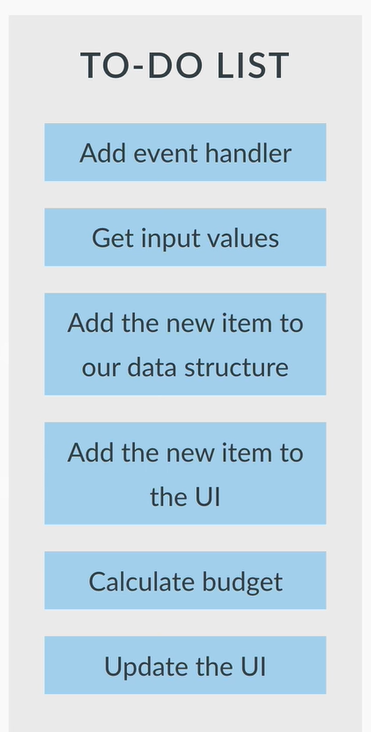 TO-DO LIST
Add event handler
Get input values
Add the new item to
our data structure
Add the new item to
the UI
Calculate budget
Update the UI